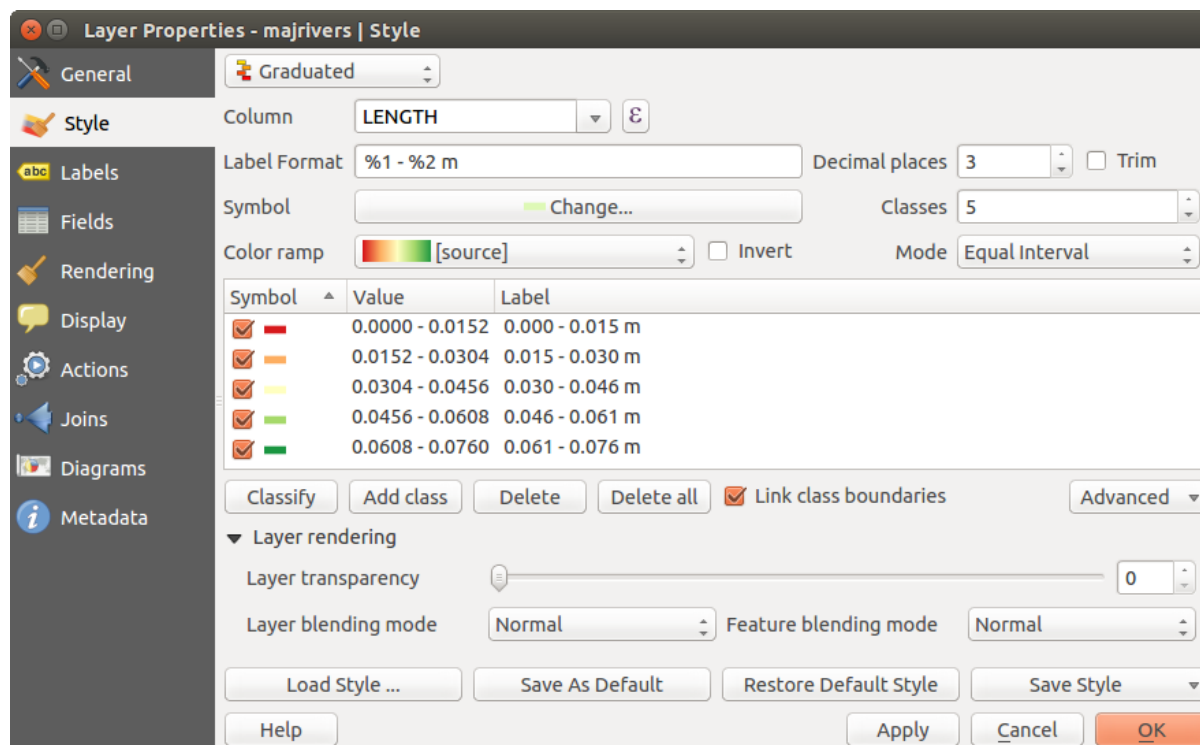 Layer Properties - majrivers | Style
General
Style
abc Labels
Fields
Rendering
Display
Actions
Joins
Diagrams
i Metadata
Graduated
Column LENGTH ε
Label Format %1 - %2 m Decimal places 3 Trim
Symbol Change... Classes 5
Color ramp [source] Invert Mode Equal Interval
Symbol Value Label
0.0000 - 0.0152 0.000 - 0.015 m
0.0152 - 0.0304 0.015 - 0.030 m
0.0304 - 0.0456 0.030 - 0.046 m
0.0456 - 0.0608 0.046 - 0.061 m
0.0608 - 0.0760 0.061 - 0.076 m
Classify Add class Delete Delete all Link class boundaries Advanced
Layer rendering
Layer transparency 0
Layer blending mode Normal Feature blending mode Normal
Load Style ... Save As Default Restore Default Style Save Style
Help Apply Cancel OK